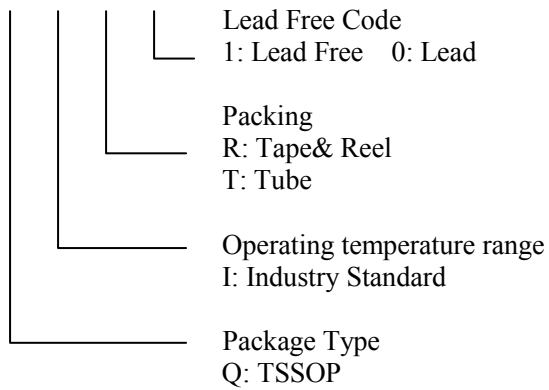 Lead Free Code
1: Lead Free 0: Lead
Packing
R: Tape& Reel
T: Tube
Operating temperature range
I: Industry Standard
Package Type
Q: TSSOP